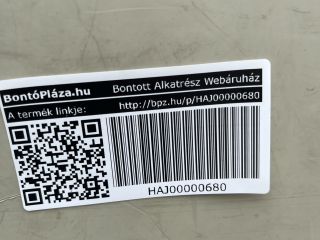 BontóPláza.hu Bontott Alkatrész Webáruház
A termék linkje: http://bpz.hu/p/HAJ00000680
HAJ00000680